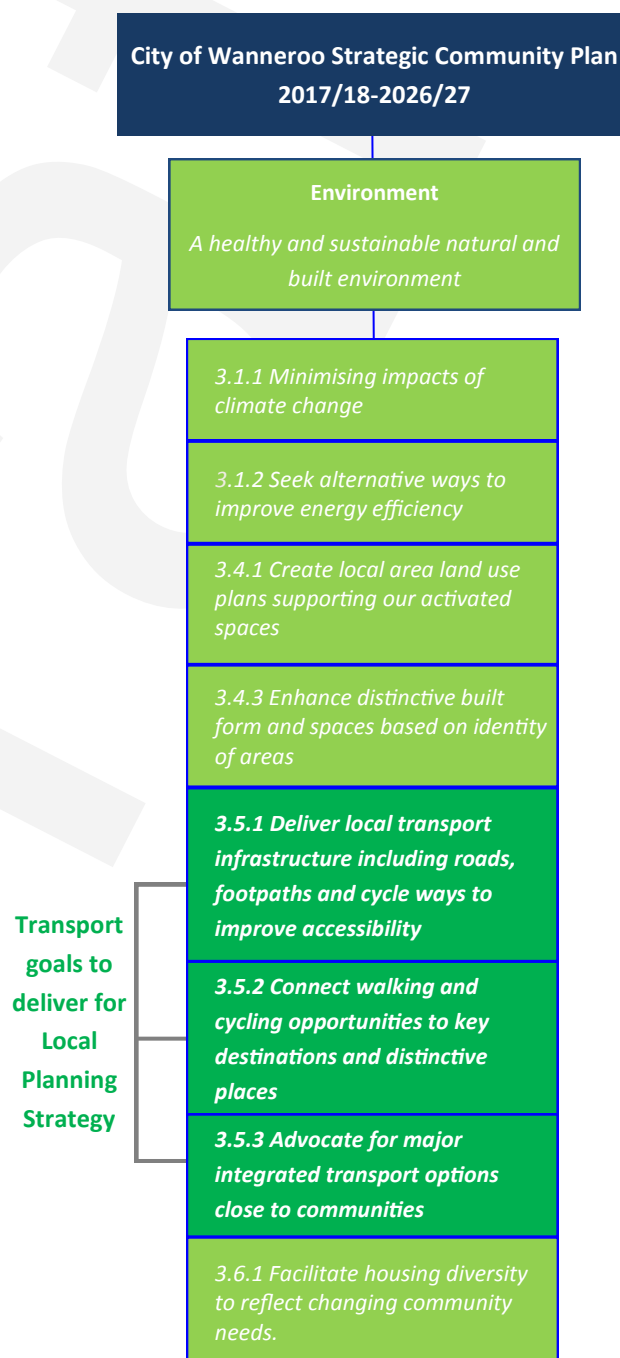 City of Wanneroo Strategic Community Plan
2017/18-2026/27
Environment
A healthy and sustainable natural and
built environment
3.1.1 Minimising impacts of
climate change
3.1.2 Seek alternative ways to
improve energy efficiency
3.4.1 Create local area land use
plans supporting our activated
spaces
3.4.3 Enhance distinctive built
form and spaces based on identity
of areas
3.5.1 Deliver local transport
infrastructure including roads,
footpaths and cycle ways to
improve accessibility
Transport
goals to
deliver for
Local
Planning
Strategy
3.5.2 Connect walking and
cycling opportunities to key
destinations and distinctive
places
3.5.3 Advocate for major
integrated transport options
close to communities
3.6.1 Facilitate housing diversity
to reflect changing community
needs.